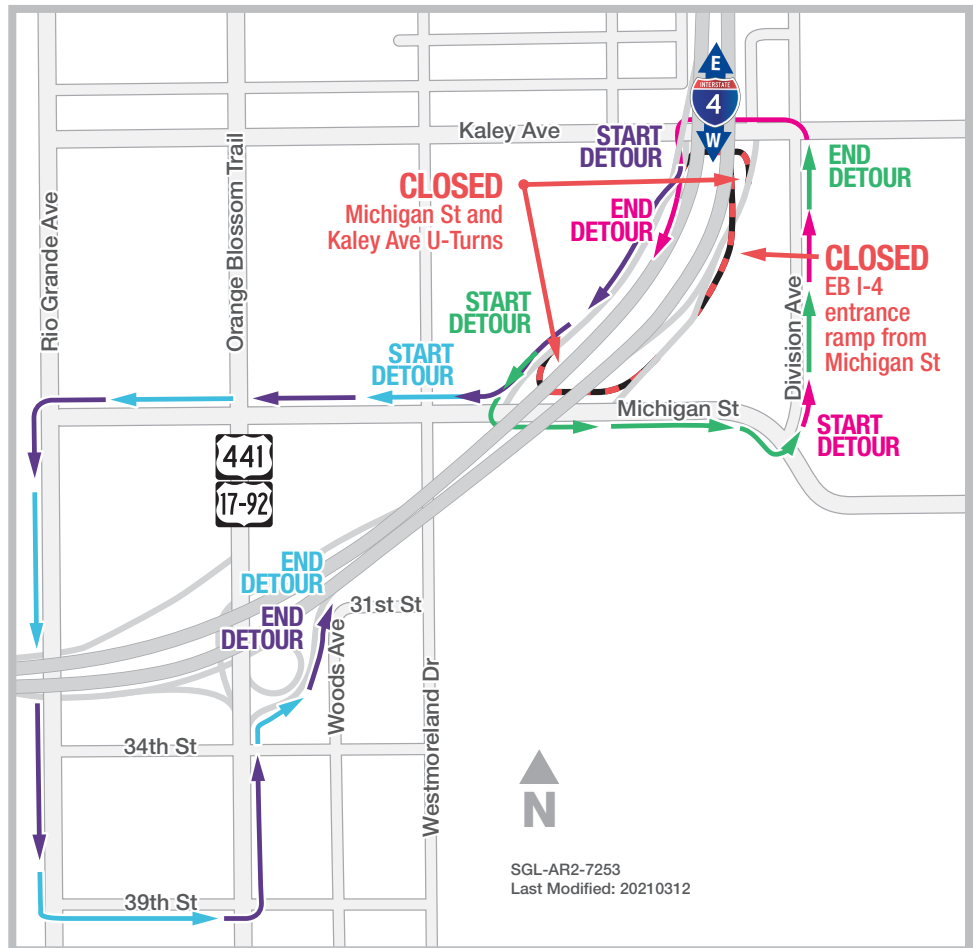 E
INTERSTATE
4
W
Kaley Ave
START
DETOUR
CLOSED
Michigan St and
Kaley Ave U-Turns
END
DETOUR
END
DETOUR
CLOSED
EB I-4
entrance
ramp from
Michigan St
Rio Grande Ave
Orange Blossom Trail
Division Ave
START
DETOUR
START
DETOUR
Michigan St
START
DETOUR
441
17-92
END
DETOUR
END
DETOUR
31st St
Woods Ave
Westmoreland Dr
34th St
N
39th St
SGL-AR2-7253
Last Modified: 20210312